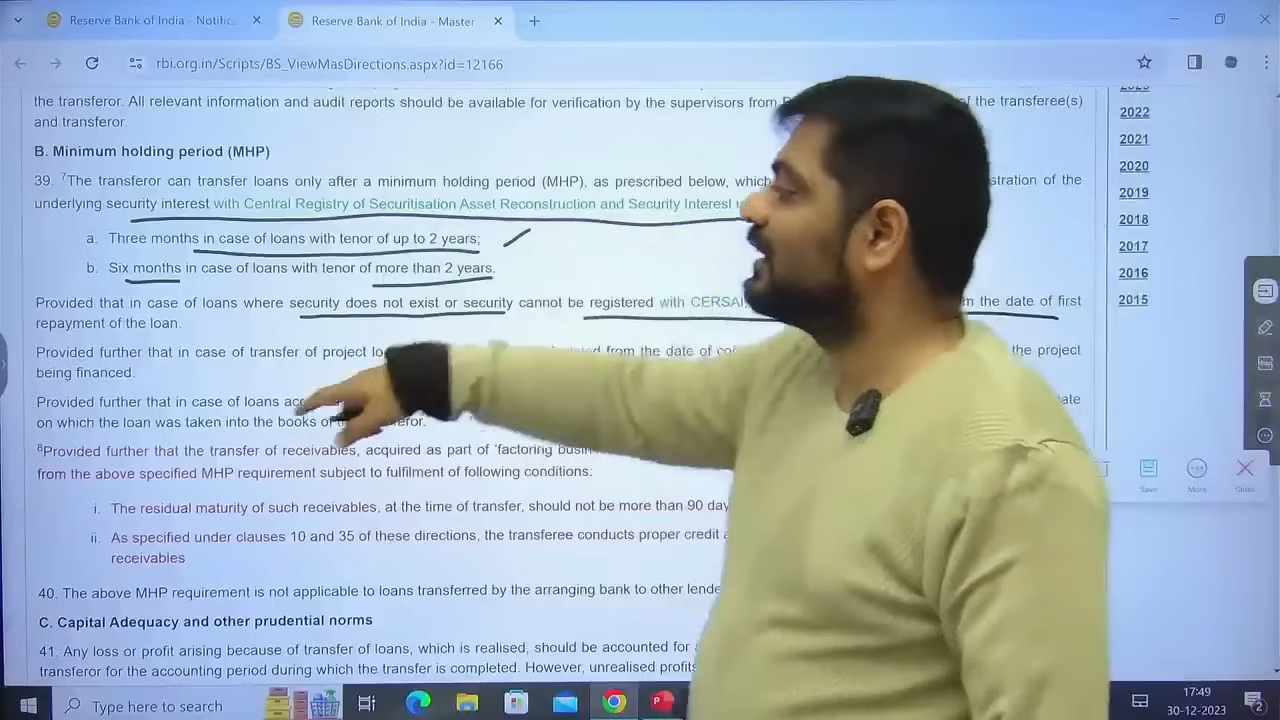 Reserve Bank of India - Notific
Reserve Bank of India - Master
rbi.org.in/Scripts/BS_ViewMasDirections.aspx?id=12166
the transferor. All relevant information and audit reports should be available for verification by the supervisors from of the transferee(s)
and transferor.
B. Minimum holding period (MHP)
39. 7The transferor can transfer loans only after a minimum holding period (MHP), as prescribed below, which stration of the
underlying security interest with Central Registry of Securitisation Asset Reconstruction and Security Interest
a. Three months in case of loans with tenor of up to 2 years;
b. Six months in case of loans with tenor of more than 2 years.
Provided that in case of loans where security does not exist or security cannot be registered with CERSAI the date of first
repayment of the loan.
Provided further that in case of transfer of project from the date of the project
being financed.
Provided further that in case of loans
on which the loan was taken into the books
8Provided further that the transfer of receivables, acquired as part of 'factoring
from the above specified MHP requirement subject to fulfilment of following conditions:
i. The residual maturity of such receivables, at the time of transfer, should not be more than 90
ii. As specified under clauses 10 and 35 of these directions, the transferee conducts proper credit
receivables
40. The above MHP requirement is not applicable to loans transferred by the arranging bank to other
C. Capital Adequacy and other prudential norms
41. Any loss or profit arising because of transfer of loans, which is realised, should be accounted for
transferor for the accounting period during which the transfer is completed. However, unrealised profits
2022
2021
2020
2019
2018
2017
2016
2015
Save
More
Close
Type here to search
17:49
30-12-2023
2